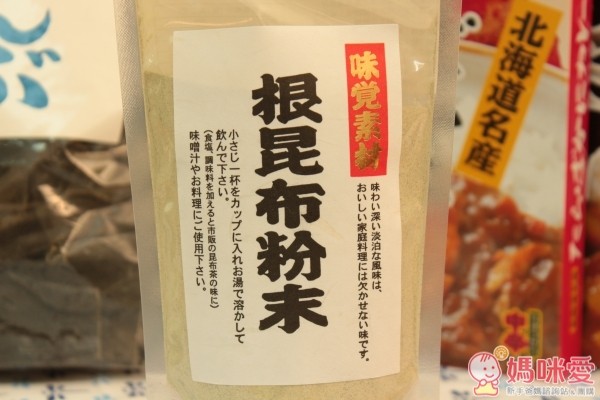 味覚素材
味わい深い淡泊な風味は、
おいしい家庭料理には欠かせない味です。
根昆布粉末
小さじ一杯をカップに入れお湯で溶かして
飲んで下さい。
(食塩、調味料を加えると市販の昆布茶の味に)
味噌汁やお料理にご使用下さい。
北海道名産
媽咪愛